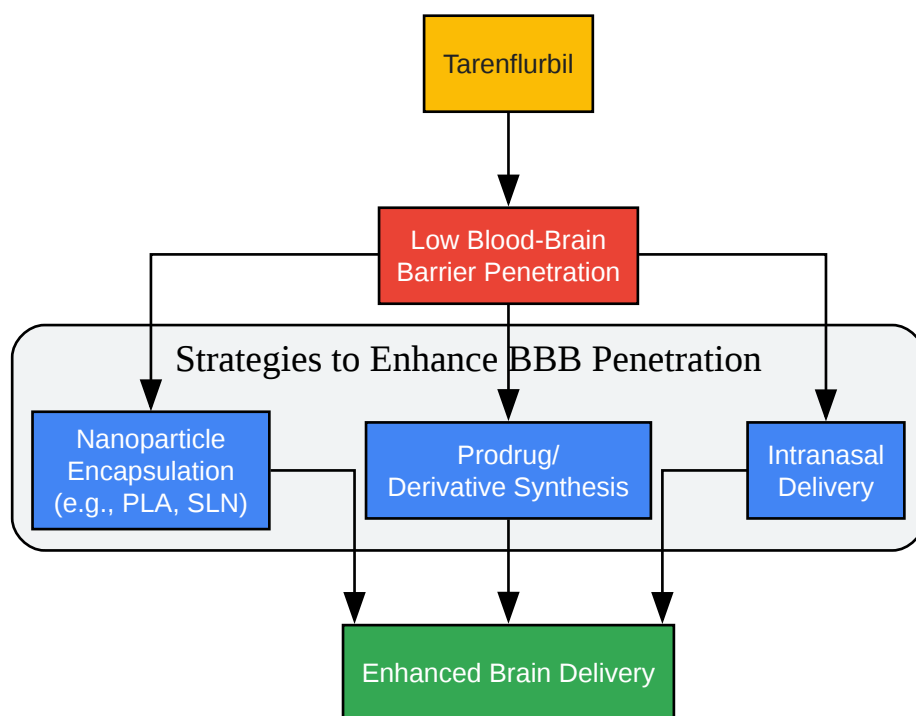 Tarenflurbil
Low Blood-Brain
Barrier Penetration
Strategies to Enhance BBB Penetration
Nanoparticle
Encapsulation
(e.g., PLA, SLN)
Prodrug/
Derivative Synthesis
Intranasal
Delivery
Enhanced Brain Delivery